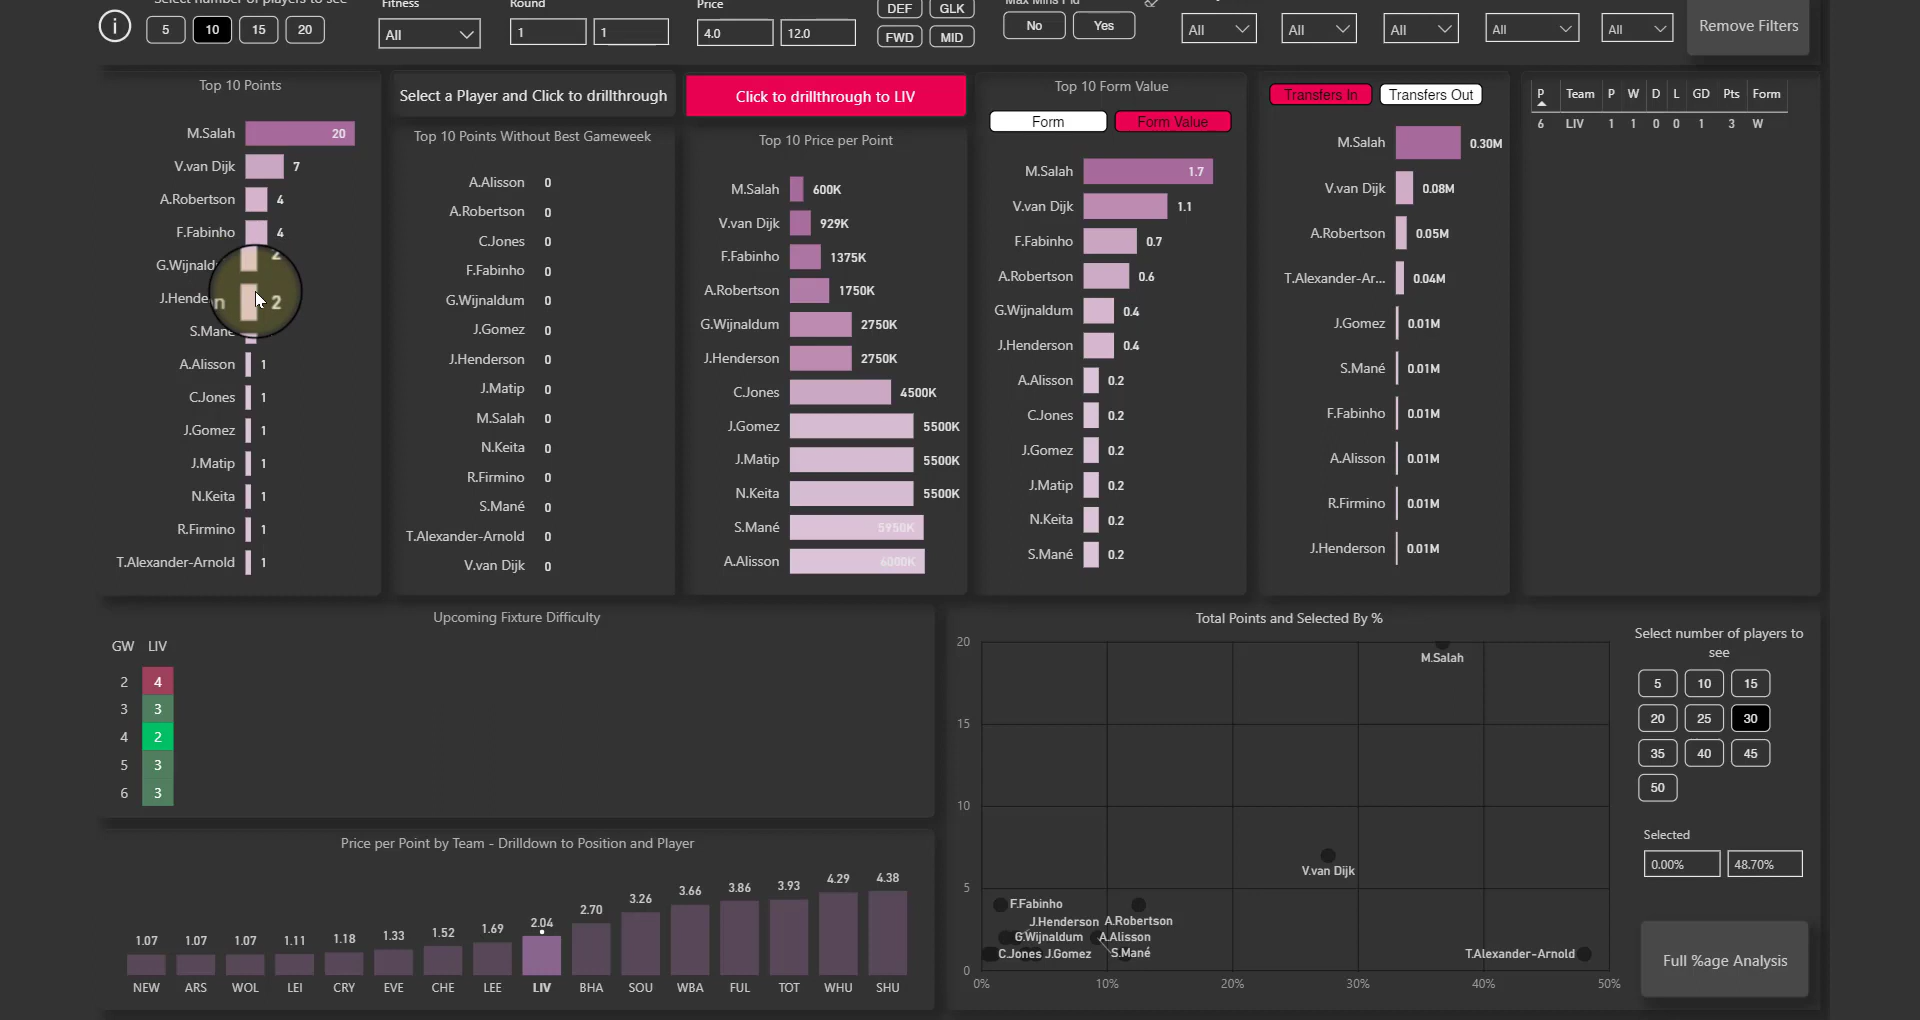 Select number of players to see
5 10 15 20
Fitness
All
Round
1 1
Price
4.0 12.0
DEF GLK
FWD MID
Max Mins Pld
No Yes
All All All All All
Remove Filters
Top 10 Points
M.Salah 20
V.van Dijk 7
A.Robertson 4
F.Fabinho 4
G.Wijnald 2
J.Hende n 2
S.Mané
A.Alisson 1
C.Jones 1
J.Gomez 1
J.Matip 1
N.Keita 1
R.Firmino 1
T.Alexander-Arnold 1
Select a Player and Click to drillthrough
Top 10 Points Without Best Gameweek
A.Alisson 0
A.Robertson 0
C.Jones 0
F.Fabinho 0
G.Wijnaldum 0
J.Gomez 0
J.Henderson 0
J.Matip 0
M.Salah 0
N.Keita 0
R.Firmino 0
S.Mané 0
T.Alexander-Arnold 0
V.van Dijk 0
Click to drillthrough to LIV
Top 10 Price per Point
M.Salah 600K
V.van Dijk 929K
F.Fabinho 1375K
A.Robertson 1750K
G.Wijnaldum 2750K
J.Henderson 2750K
C.Jones 4500K
J.Gomez 5500K
J.Matip 5500K
N.Keita 5500K
S.Mané 5950K
A.Alisson 6000K
Top 10 Form Value
Form Form Value
M.Salah 1.7
V.van Dijk 1.1
F.Fabinho 0.7
A.Robertson 0.6
G.Wijnaldum 0.4
J.Henderson 0.4
A.Alisson 0.2
C.Jones 0.2
J.Gomez 0.2
J.Matip 0.2
N.Keita 0.2
S.Mané 0.2
Transfers In Transfers Out
M.Salah 0.30M
V.van Dijk 0.08M
A.Robertson 0.05M
T.Alexander-Ar... 0.04M
J.Gomez 0.01M
S.Mané 0.01M
F.Fabinho 0.01M
A.Alisson 0.01M
R.Firmino 0.01M
J.Henderson 0.01M
P Team P W D L GD Pts Form
6 LIV 1 1 0 0 1 3 W
Upcoming Fixture Difficulty
GW LIV
2 4
3 3
4 2
5 3
6 3
Price per Point by Team - Drilldown to Position and Player
1.07 1.07 1.07 1.11 1.18 1.33 1.52 1.69 2.04 2.70 3.26 3.66 3.86 3.93 4.29 4.38
NEW ARS WOL LEI CRY EVE CHE LEE LIV BHA SOU WBA FUL TOT WHU SHU
Total Points and Selected By %
20
M.Salah
15
10
V.van Dijk
5
F.Fabinho
J.Henderson A.Robertson
G.Wijnaldum A.Alisson
C.Jones J.Gomez S.Mané T.Alexander-Arnold
0
0% 10% 20% 30% 40% 50%
Select number of players to
see
5 10 15
20 25 30
35 40 45
50
Selected
0.00% 48.70%
Full %age Analysis